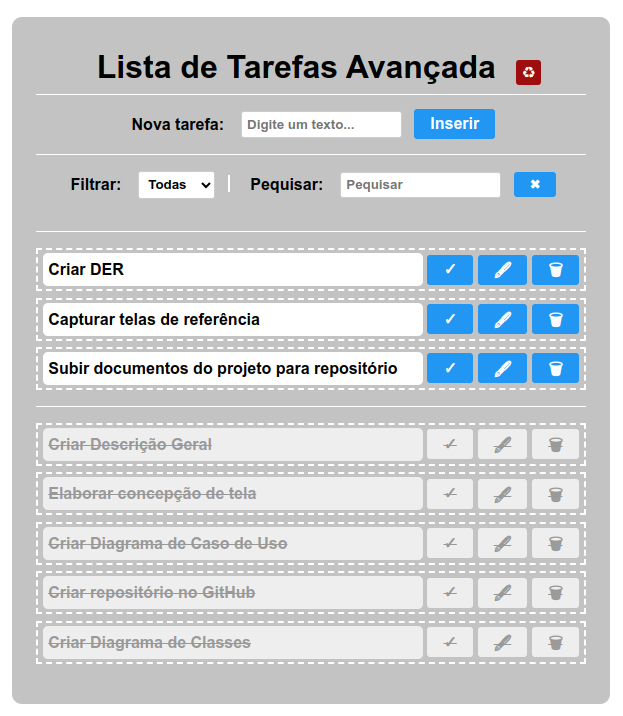 Lista de Tarefas Avançada
Nova tarefa: Digite um texto... Inserir
Filtrar: Todas Pequisar: Pequisar
Criar DER
Capturar telas de referência
Subir documentos do projeto para repositório
Criar Descrição Geral
Elaborar concepção de tela
Criar Diagrama de Caso de Uso
Criar repositório no GitHub
Criar Diagrama de Classes